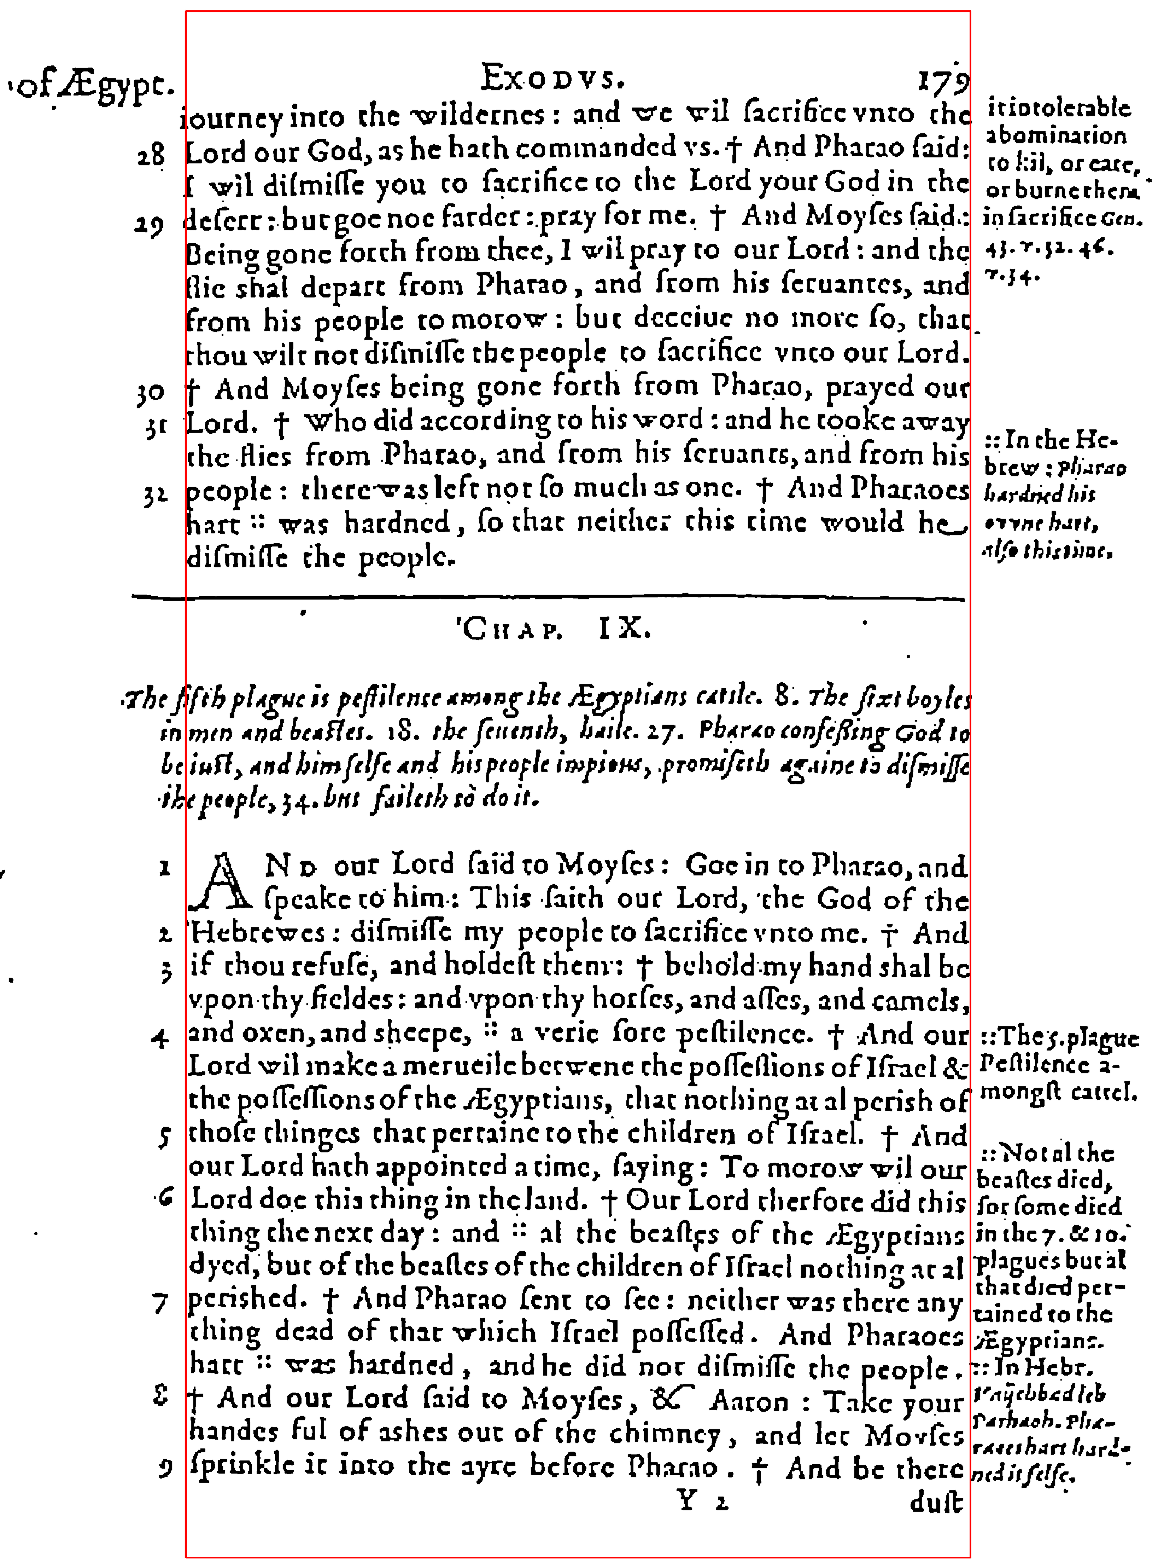 of Ægypt. EXODVS. 179
iourney into the wildernes: and we wil ſacrifice vnto the
28 Lord our God, as he hath commanded vs. † And Pharao ſaid:
I wil diſmiſſe you to ſacrifice to the Lord your God in the
29 deſert: but goe noe farder: pray for me. † And Moyſes ſaid:
Being gone forth from thee, I wil pray to our Lord: and the
flie shal depart from Pharao, and from his ſeruantes, and
from his people to morow: but deceiue no more ſo, that
thou wilt not diſmiſſe the people to ſacrifice vnto our Lord.
30 † And Moyſes being gone forth from Pharao, prayed our
31 Lord. † Who did according to his word: and he tooke away
the flies from Pharao, and from his ſeruants, and from his
32 people: there was left not ſo much as one. † And Pharaoes
hart :: was hardned, ſo that neither this time would he
diſmiſſe the people.
itintolerable
abomination
to kil, or eate,
or burne them
in ſacrifice Gen.
43. v. 32. 46.
v. 34.
:: In the He-
brew: Pharao
hardned his
ovvne hart,
alſo this time.
CHAP. IX.
The fifth plague is peſtilence among the Ægyptians cattle. 8. The ſixt boyles
in men and beaſtes. 18. the ſeuenth, haile. 27. Pharao confeſsing God to
be iuſt, and himſelfe and his people impious, promiſeth againe to diſmiſſe
the people, 34. but faileth to do it.
1 AND our Lord ſaid to Moyſes: Goe in to Pharao, and
ſpeake to him: This ſaith our Lord, the God of the
2 Hebrewes: diſmiſſe my people to ſacrifice vnto me. † And
3 if thou refuſe, and holdeſt them: † behold my hand shal be
vpon thy fieldes: and vpon thy horſes, and aſſes, and camels,
4 and oxen, and sheepe, :: a verie ſore peſtilence. † And our
Lord wil make a merueile betwene the poſſeſſions of Iſrael &
the poſſeſſions of the Ægyptians, that nothing at al perish of
5 thoſe thinges that pertaine to the children of Iſrael. † And
our Lord hath appointed a time, ſaying: To morow wil our
6 Lord doe this thing in the land. † Our Lord therfore did this
thing the next day: and :: al the beaſtes of the Ægyptians
dyed, but of the beaſtes of the children of Iſrael nothing at al
7 perished. † And Pharao ſent to ſee: neither was there any
thing dead of that which Iſrael poſſeſſed. And Pharaoes
hart :: was hardned, and he did not diſmiſſe the people.
8 † And our Lord ſaid to Moyſes, & Aaron: Take your
handes ful of ashes out of the chimney, and let Moyſes
9 ſprinkle it into the ayre before Pharao. † And be there
:: The 5. plague
Peſtilence a-
mongſt cattel.
:: Not al the
beaſtes died,
for ſome died
in the 7. & 10.
plagues but al
that died per-
tained to the
Ægyptians.
:: In Hebr.
leb
Parhaoh. Pha-
raoes hart hard-
ned it ſelfe.
Y 2 duſt